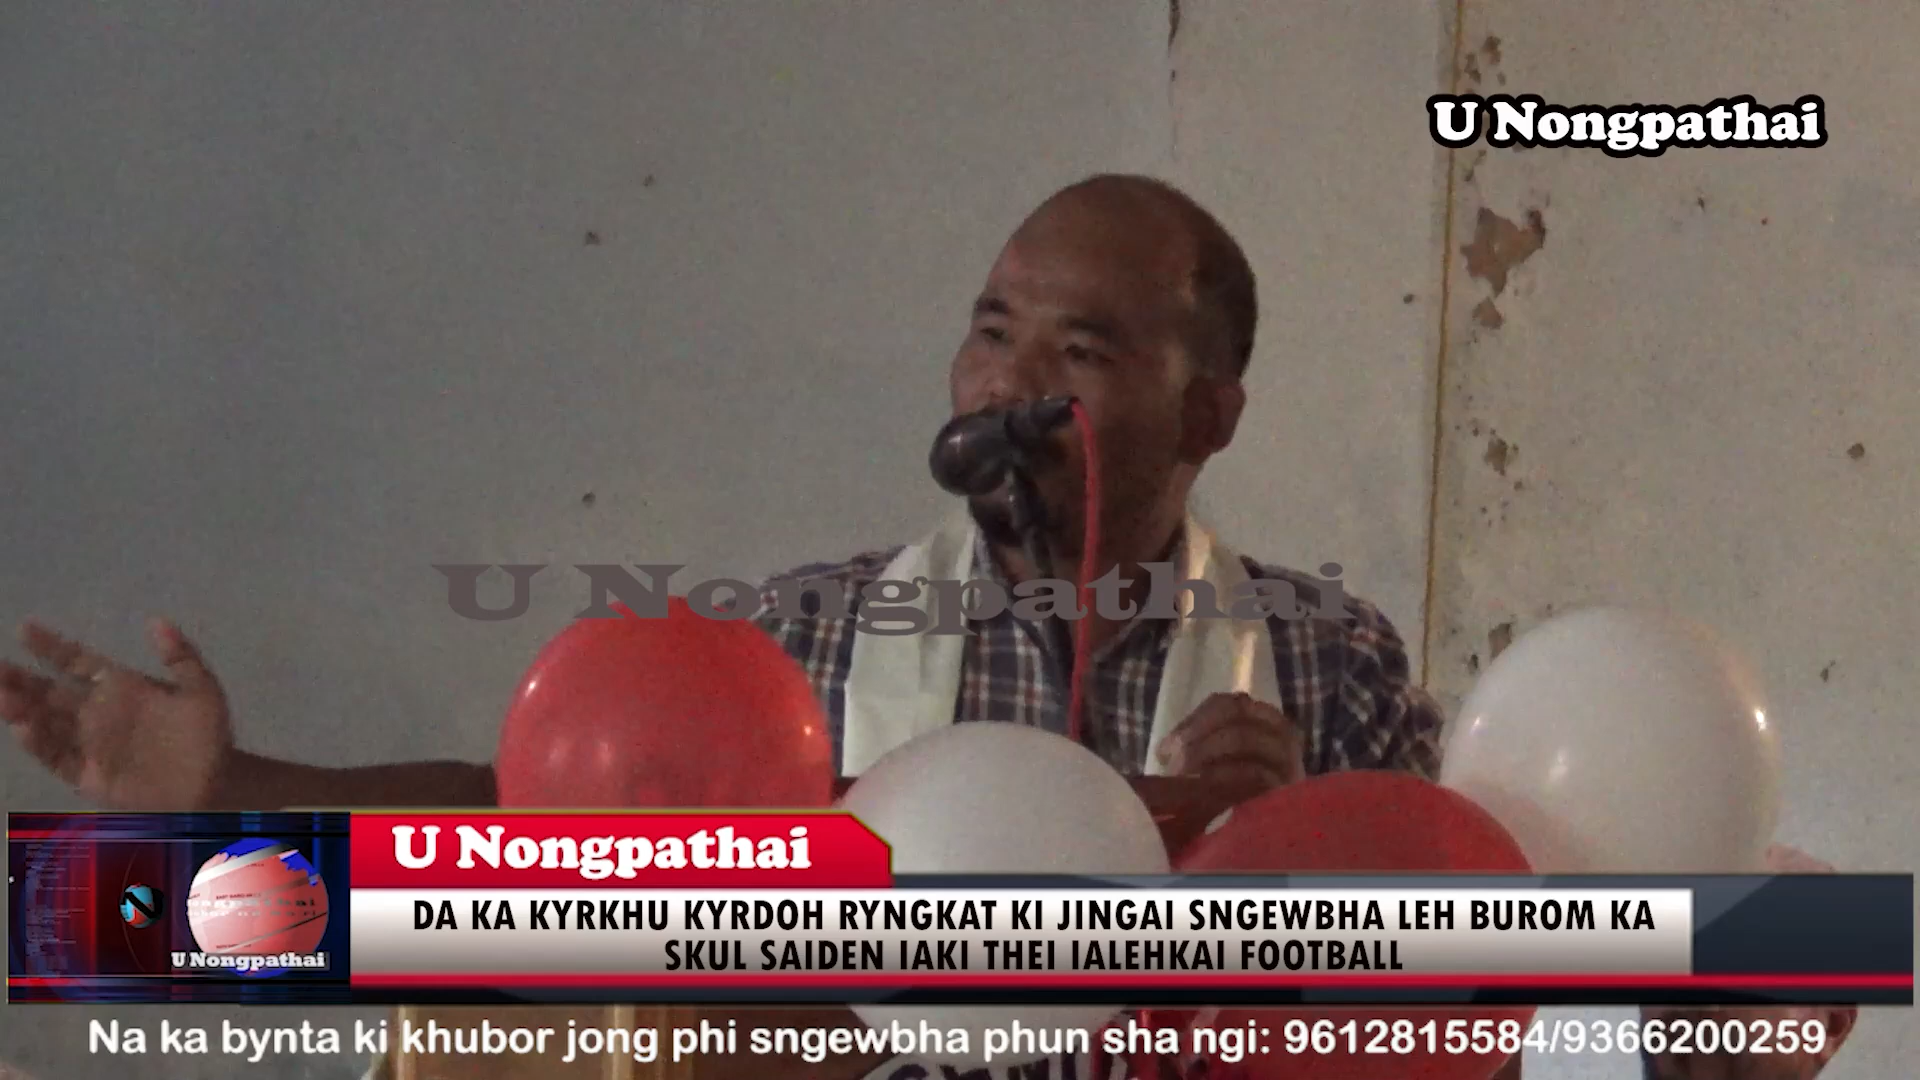 U Nongpathai
U Nongpathai
U Nongpathai
U Nongpathai
DA KA KYRKHU KYRDOH RYNGKAT KI JINGAI SNGEWBHA LEH BUROM KA
SKUL SAIDEN IAKI THEI IALEHKAI FOOTBALL
Na ka bynta ki khubor jong phi sngewbha phun sha ngi: 9612815584/9366200259